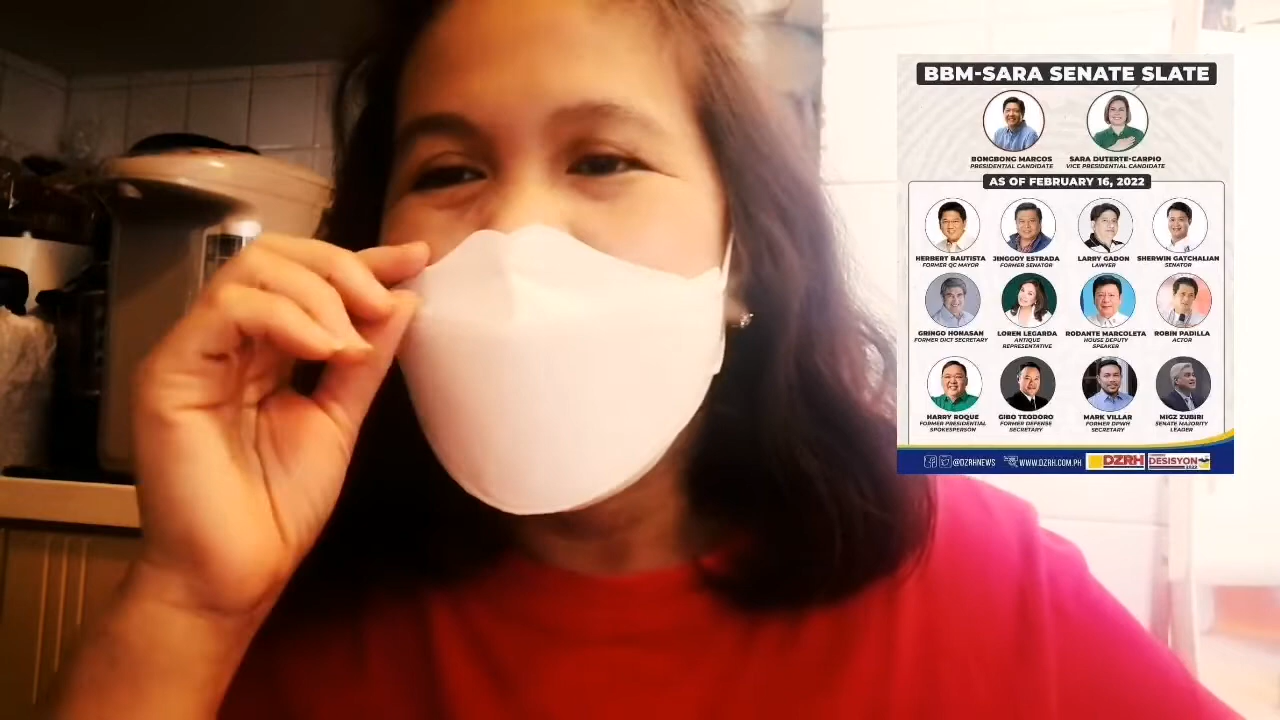 BBM-SARA SENATE SLATE
BONGBONG MARCOS SARA DUTERTE-CARPIO
PRESIDENTIAL CANDIDATE VICE PRESIDENTIAL CANDIDATE
AS OF FEBRUARY 16, 2022
HERBERT BAUTISTA JINGGOY ESTRADA LARRY GADON SHERWIN GATCHALIAN
FORMER QC MAYOR FORMER SENATOR LAWYER SENATOR
GRINGO HONASAN LOREN LEGARDA RODANTE MARCOLETA ROBIN PADILLA
FORMER DICT SECRETARY ANTIQUE HOUSE DEPUTY ACTOR
REPRESENTATIVE SPEAKER
HARRY ROQUE GIBO TEODORO MARK VILLAR MIGZ ZUBIRI
FORMER PRESIDENTIAL FORMER DEFENSE FORMER DPWH SENATE MAJORITY
SPOKESPERSON SECRETARY SECRETARY LEADER
@DZRHNEWS WWW.DZRH.COM.PH DZRH DESISYON
2022